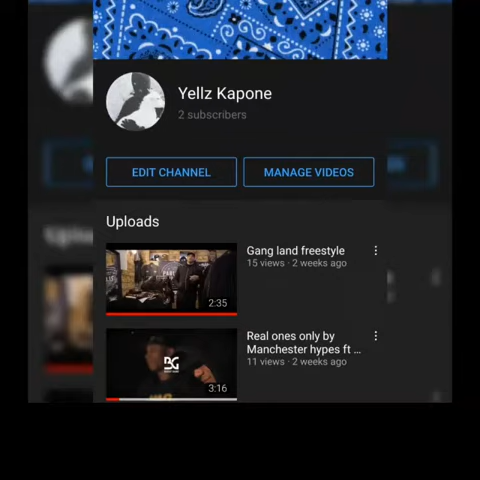 Yellz Kapone
2 subscribers
EDIT CHANNEL
MANAGE VIDEOS
Uploads
Gang land freestyle
15 views · 2 weeks ago
2:35
Real ones only by
Manchester hypes ft ...
11 views · 2 weeks ago
3:16